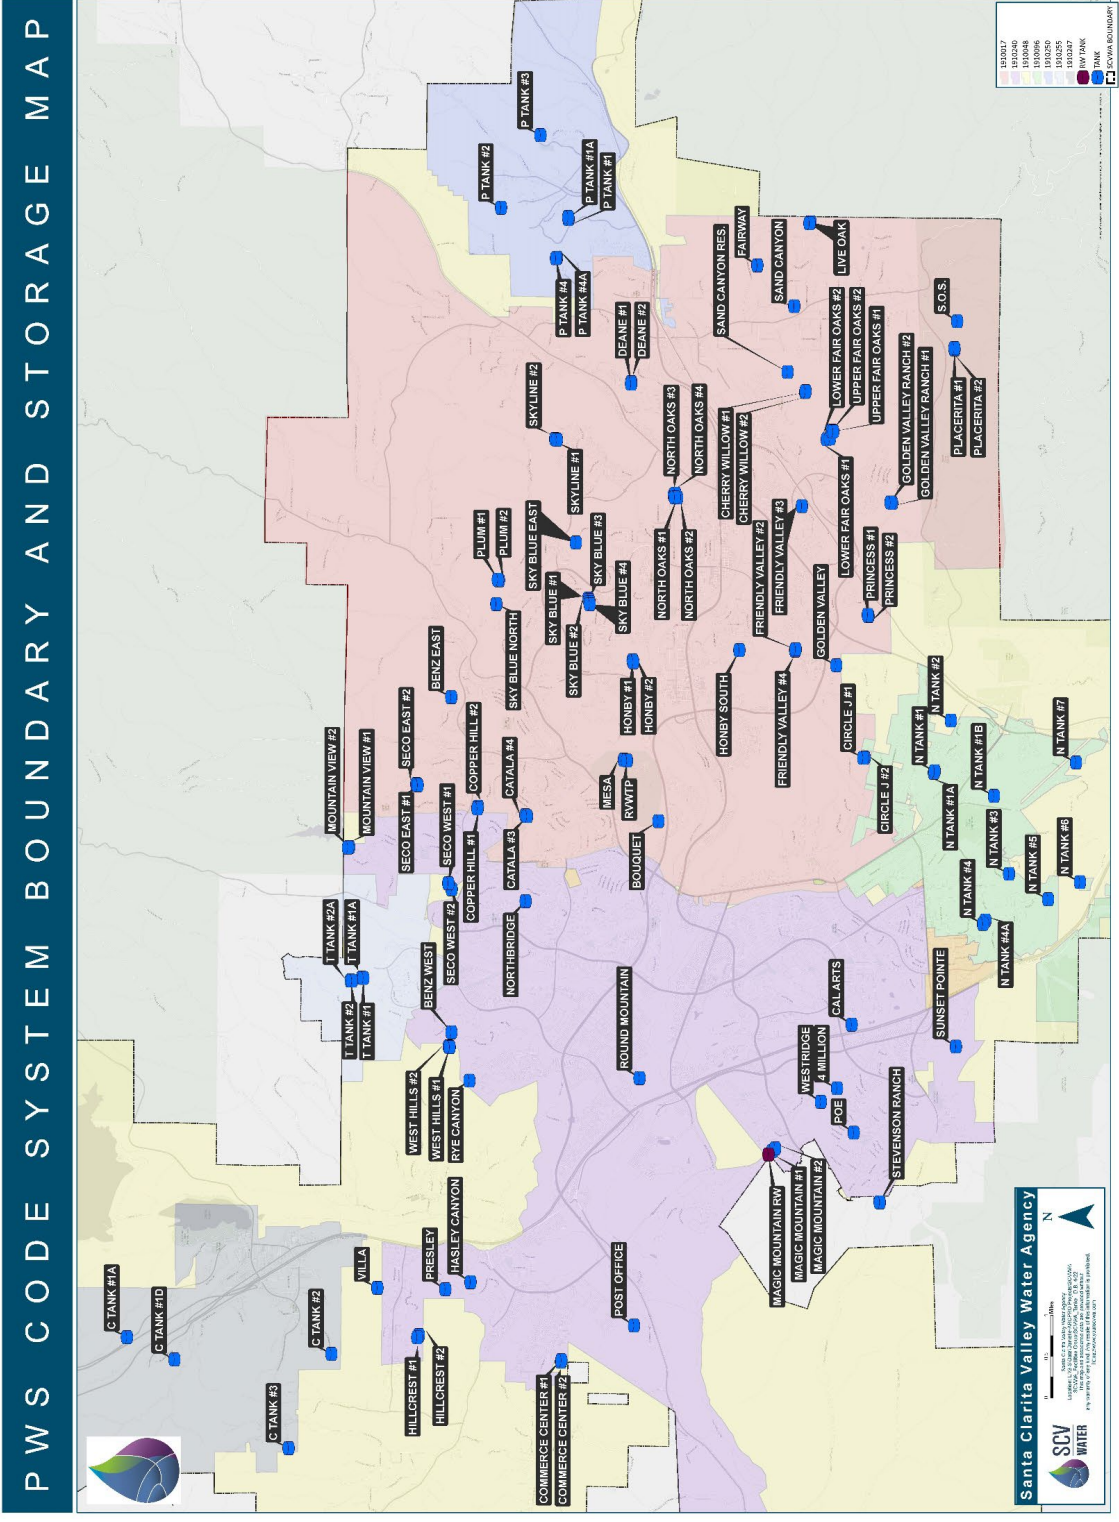 PWS CODE SYSTEM BOUNDARY AND STORAGE MAP
C TANK #1A
C TANK #1D
C TANK #2
C TANK #3
VILLA
PRESLEY
HASLEY CANYON
HILLCREST #1
HILLCREST #2
COMMERCE CENTER #1
COMMERCE CENTER #2
POST OFFICE
T TANK #2A
T TANK #1A
T TANK #2
T TANK #1
MOUNTAIN VIEW #2
MOUNTAIN VIEW #1
WEST HILLS #2
WEST HILLS #1
RYE CANYON
BENZ WEST
SECO EAST #1
SECO EAST #2
SECO WEST #1
SECO WEST #2
COPPER HILL #1
COPPER HILL #2
BENZ EAST
CATALA #4
CATALA #3
NORTHBRIDGE
ROUND MOUNTAIN
BOUQUET
MESA
RVWTP
HONBY #1
HONBY #2
HONBY SOUTH
SKY BLUE NORTH
PLUM #1
PLUM #2
SKY BLUE EAST
SKY BLUE #1
SKY BLUE #2
SKY BLUE #3
SKY BLUE #4
SKYLINE #2
SKYLINE #1
P TANK #3
P TANK #2
P TANK #1A
P TANK #1
P TANK #4
P TANK #4A
DEANE #1
DEANE #2
NORTH OAKS #3
NORTH OAKS #4
NORTH OAKS #1
NORTH OAKS #2
SAND CANYON RES.
FAIRWAY
SAND CANYON
LIVE OAK
CHERRY WILLOW #1
CHERRY WILLOW #2
LOWER FAIR OAKS #2
UPPER FAIR OAKS #2
UPPER FAIR OAKS #1
LOWER FAIR OAKS #1
FRIENDLY VALLEY #2
FRIENDLY VALLEY #3
FRIENDLY VALLEY #4
GOLDEN VALLEY
GOLDEN VALLEY RANCH #2
GOLDEN VALLEY RANCH #1
PRINCESS #1
PRINCESS #2
S.O.S.
PLACERITA #1
PLACERITA #2
CIRCLE J #1
CIRCLE J #2
N TANK #1
N TANK #2
N TANK #1A
N TANK #1B
N TANK #3
N TANK #4
N TANK #4A
N TANK #5
N TANK #6
N TANK #7
CAL ARTS
WESTRIDGE
4 MILLION
POE
SUNSET POINTE
STEVENSON RANCH
MAGIC MOUNTAIN RW
MAGIC MOUNTAIN #1
MAGIC MOUNTAIN #2
Santa Clarita Valley Water Agency
SCV
WATER
N
0
0.5
1
Miles
1910017
1910240
1910048
1910096
1910250
1910255
1910247
RW TANK
TANK
SCVWA BOUNDARY